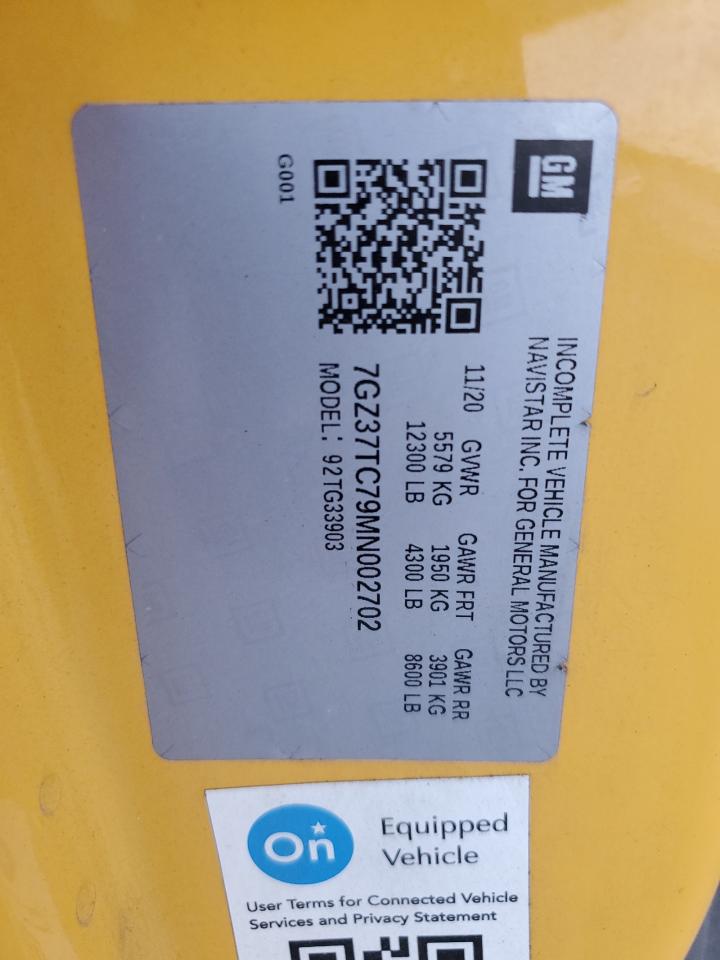 GM
INCOMPLETE VEHICLE MANUFACTURED BY
NAVISTAR INC. FOR GENERAL MOTORS LLC
11/20 GVWR GAWR FRT GAWR RR
5579 KG 1950 KG 3901 KG
12300 LB 4300 LB 8600 LB
7GZ37TC79MN002702
MODEL: 92TG33903
G001
On
Equipped
Vehicle
User Terms for Connected Vehicle
Services and Privacy Statement